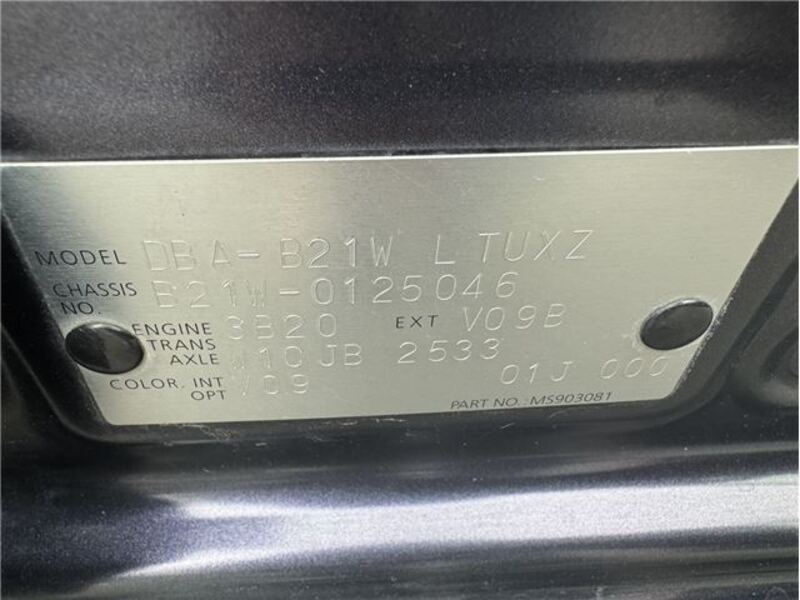 MODEL DBA-B21W LTUXZ
CHASSIS NO. B21W-0125046
ENGINE 3B20 EXT V09B
TRANS AXLE W10JB 2533
COLOR, INT OPT V09 01J 000
PART NO.: MS903081